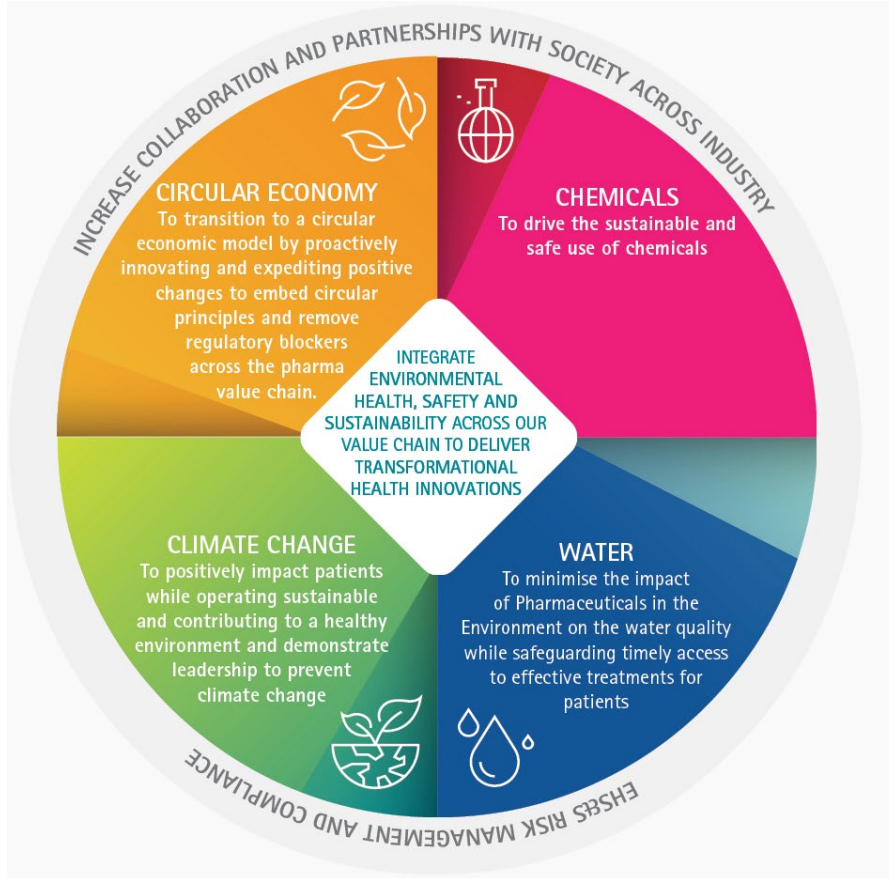 INCREASE COLLABORATION AND PARTNERSHIPS WITH SOCIETY ACROSS INDUSTRY
CIRCULAR ECONOMY
To transition to a circular
economic model by proactively
innovating and expediting positive
changes to embed circular
principles and remove
regulatory blockers
across the pharma
value chain.
CHEMICALS
To drive the sustainable and
safe use of chemicals
INTEGRATE
ENVIRONMENTAL
HEALTH, SAFETY AND
SUSTAINABILITY ACROSS OUR
VALUE CHAIN TO DELIVER
TRANSFORMATIONAL
HEALTH INNOVATIONS
CLIMATE CHANGE
To positively impact patients
while operating sustainable
and contributing to a healthy
environment and demonstrate
leadership to prevent
climate change
WATER
To minimise the impact
of Pharmaceuticals in the
Environment on the water quality
while safeguarding timely access
to effective treatments for
patients
EHS&S RISK MANAGEMENT AND COMPLIANCE